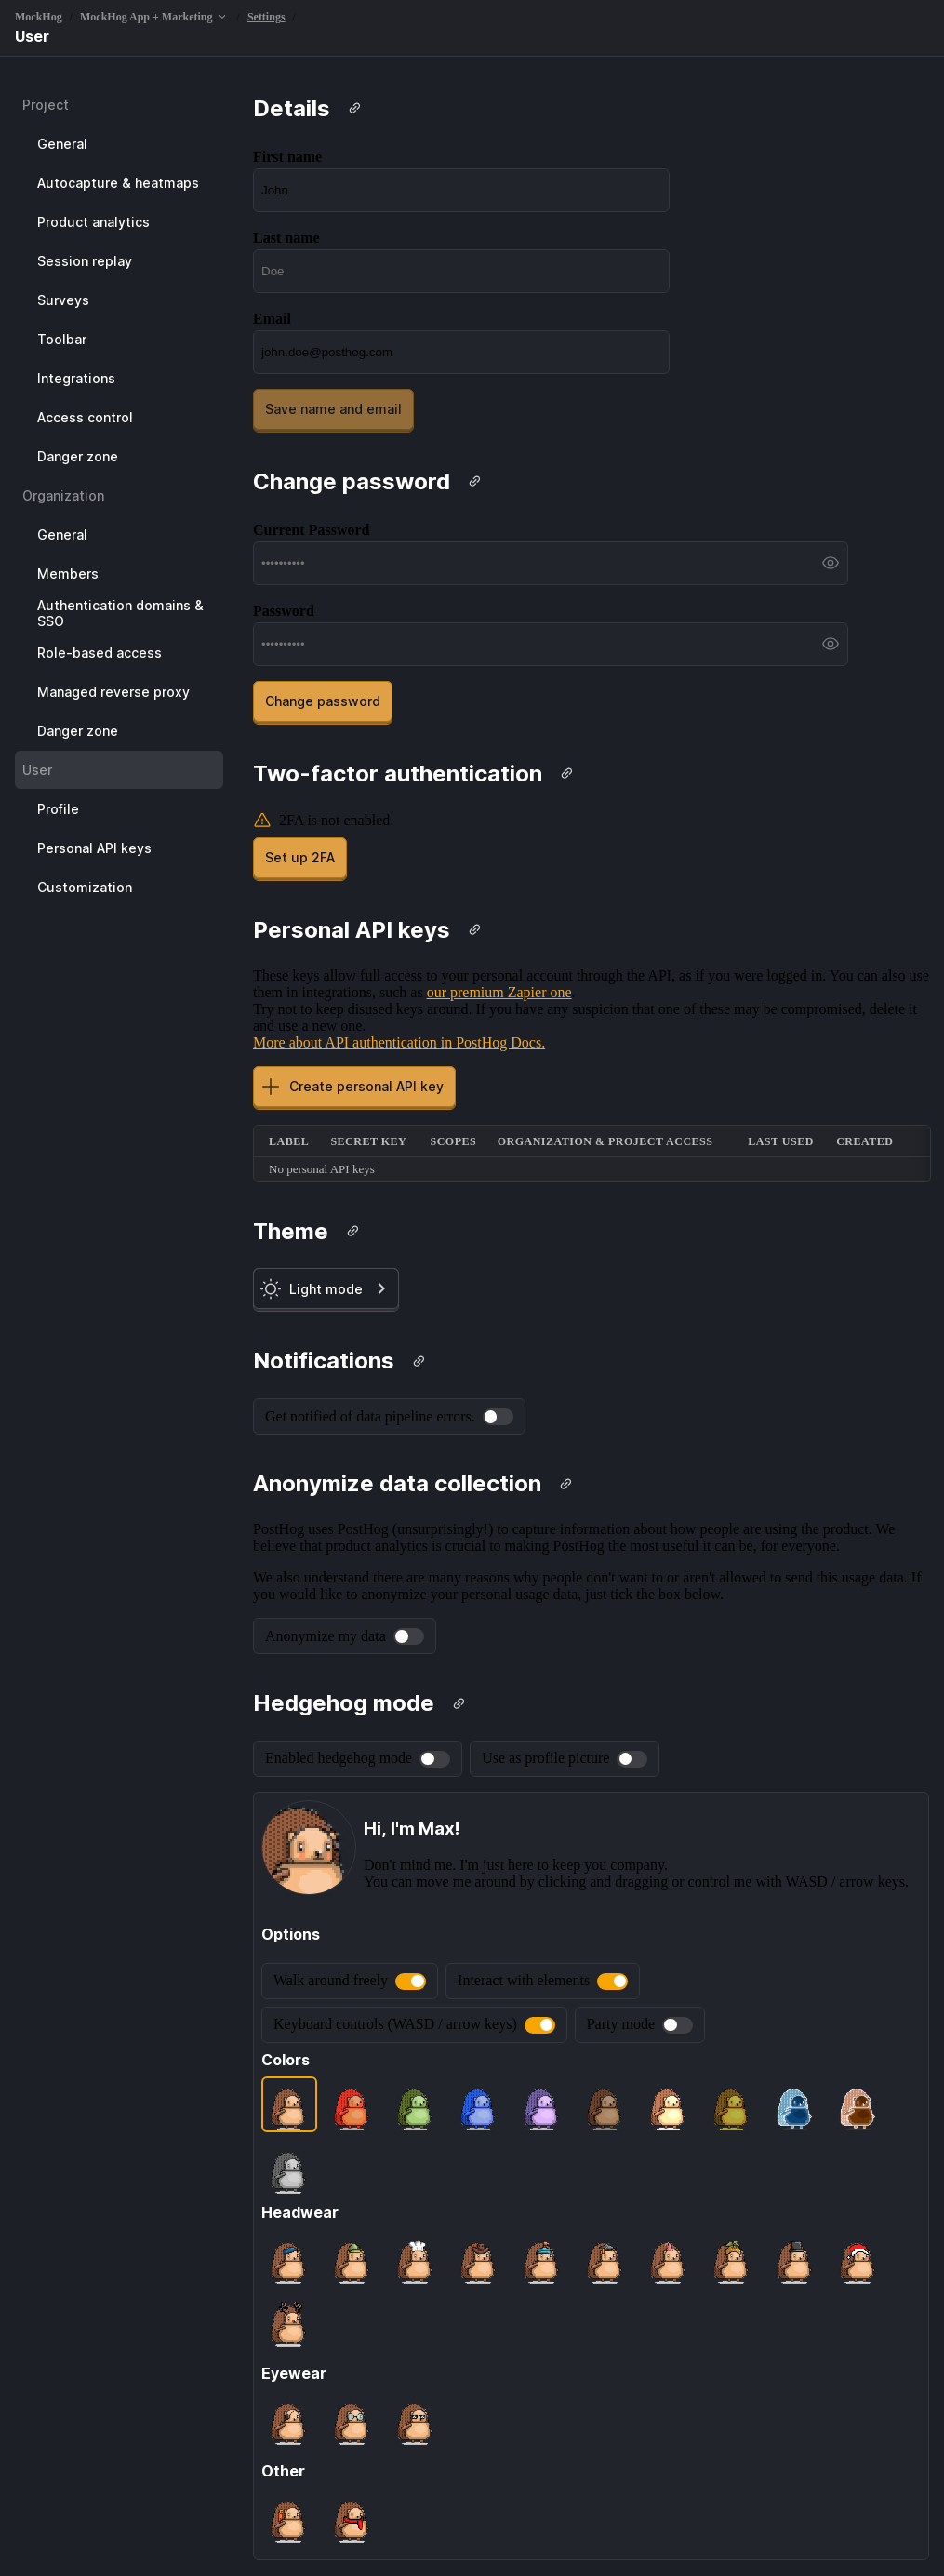 MockHog / MockHog App + Marketing / Settings /
User
Project
General
Autocapture & heatmaps
Product analytics
Session replay
Surveys
Toolbar
Integrations
Access control
Danger zone
Organization
General
Members
Authentication domains &
SSO
Role-based access
Managed reverse proxy
Danger zone
User
Profile
Personal API keys
Customization
Details
First name
John
Last name
Doe
Email
john.doe@posthog.com
Save name and email
Change password
Current Password
••••••••••
Password
••••••••••
Change password
Two-factor authentication
2FA is not enabled.
Set up 2FA
Personal API keys
These keys allow full access to your personal account through the API, as if you were logged in. You can also use
them in integrations, such as our premium Zapier one
Try not to keep disused keys around. If you have any suspicion that one of these may be compromised, delete it
and use a new one.
More about API authentication in PostHog Docs.
Create personal API key
LABEL SECRET KEY SCOPES ORGANIZATION & PROJECT ACCESS LAST USED CREATED
No personal API keys
Theme
Light mode
Notifications
Get notified of data pipeline errors.
Anonymize data collection
PostHog uses PostHog (unsurprisingly!) to capture information about how people are using the product. We
believe that product analytics is crucial to making PostHog the most useful it can be, for everyone.
We also understand there are many reasons why people don't want to or aren't allowed to send this usage data. If
you would like to anonymize your personal usage data, just tick the box below.
Anonymize my data
Hedgehog mode
Enabled hedgehog mode Use as profile picture
Hi, I'm Max!
Don't mind me. I'm just here to keep you company.
You can move me around by clicking and dragging or control me with WASD / arrow keys.
Options
Walk around freely Interact with elements
Keyboard controls (WASD / arrow keys) Party mode
Colors
Headwear
Eyewear
Other